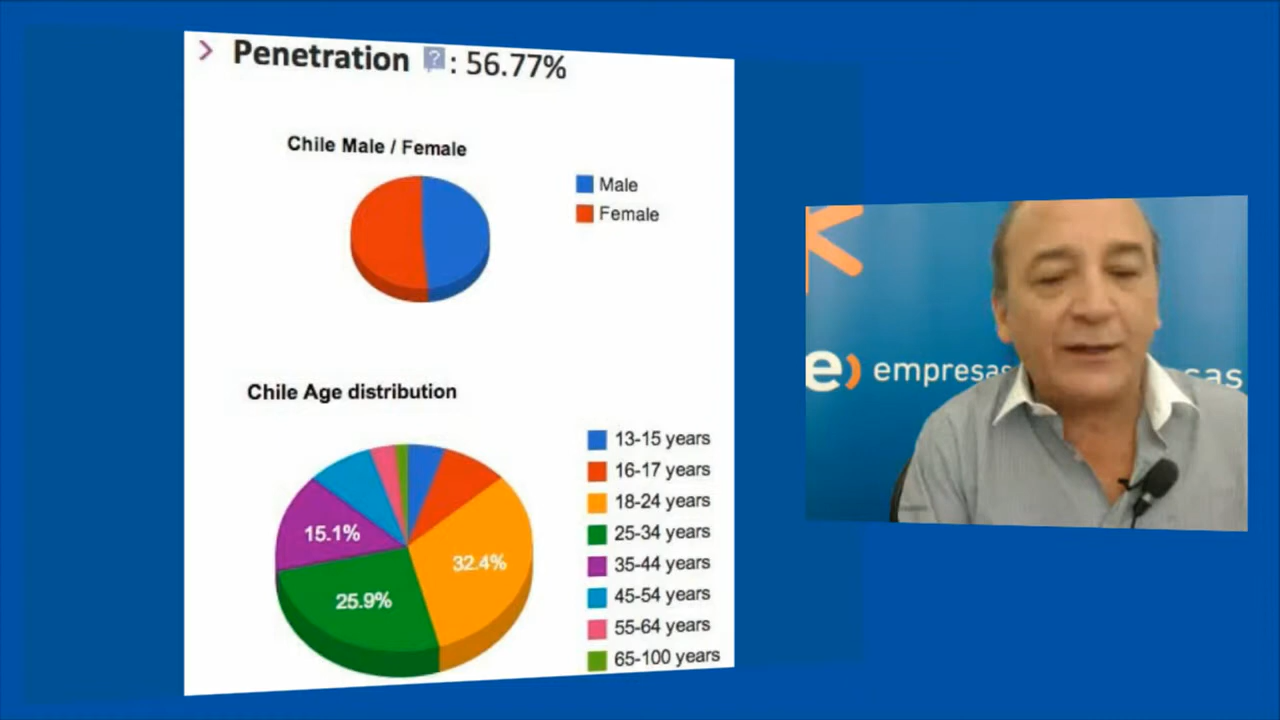 > Penetration ? : 56.77%
Chile Male / Female
Male
Female
Chile Age distribution
13-15 years
16-17 years
18-24 years
25-34 years
35-44 years
45-54 years
55-64 years
65-100 years
15.1%
32.4%
25.9%
e) empresas
sas